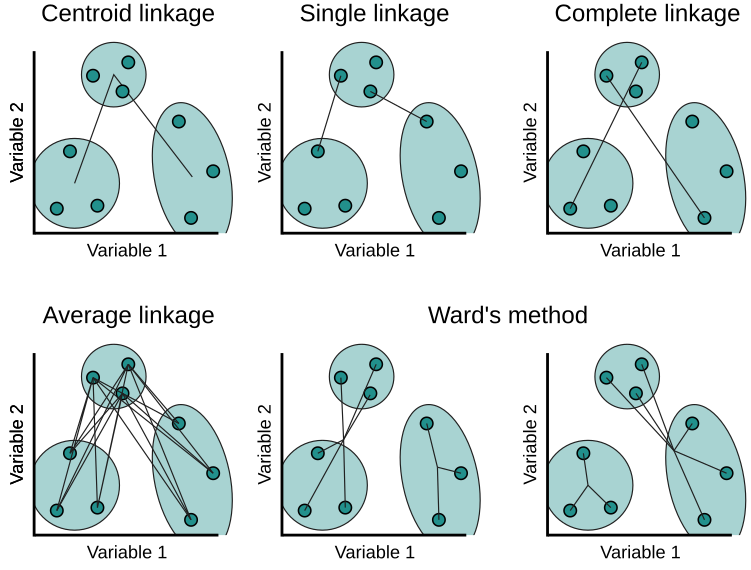 Centroid linkage
Single linkage
Complete linkage
Variable 2
Variable 2
Variable 2
Variable 1
Variable 1
Variable 1
Average linkage
Ward's method
Variable 2
Variable 2
Variable 2
Variable 1
Variable 1
Variable 1